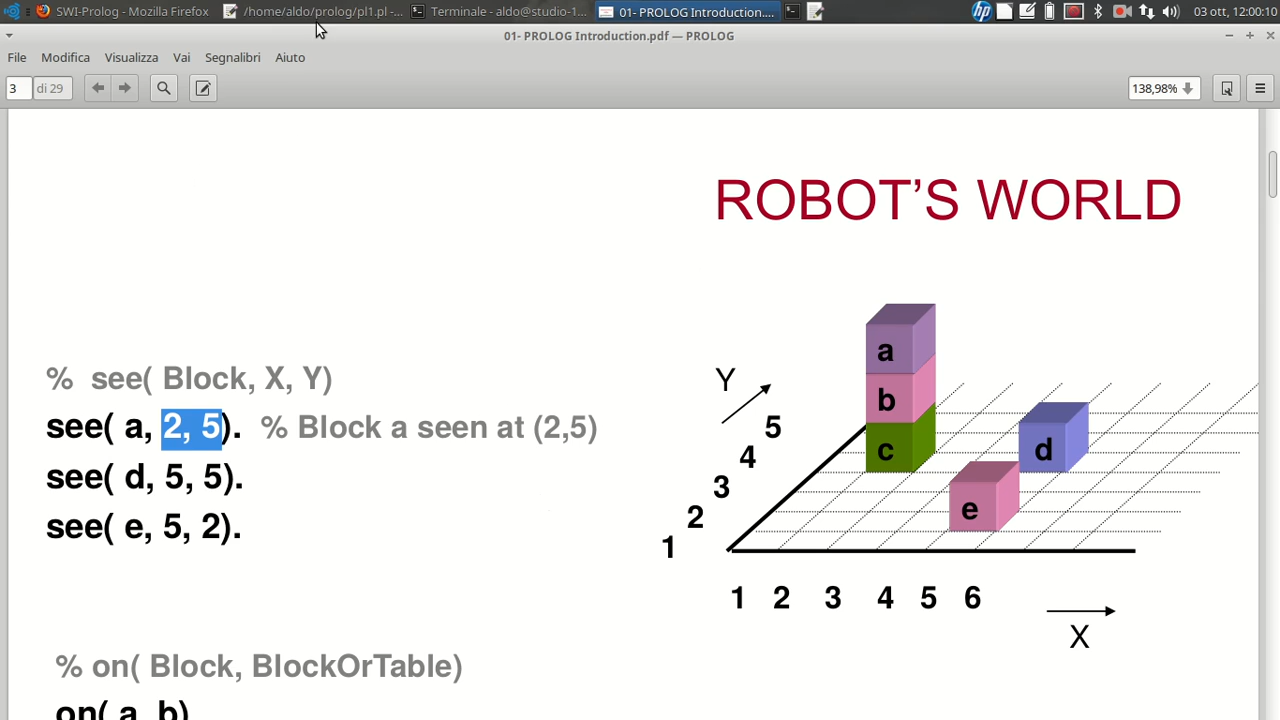 SWI-Prolog - Mozilla Firefox
/home/aldo/prolog/pl1.pl -...
Terminale - aldo@studio-1...
01- PROLOG Introduction....
hp
03 ott, 12:00:10
01- PROLOG Introduction.pdf — PROLOG
File Modifica Visualizza Vai Segnalibri Aiuto
3 di 29
138,98%
ROBOT’S WORLD
% see( Block, X, Y)
see( a, 2, 5). % Block a seen at (2,5)
see( d, 5, 5).
see( e, 5, 2).
Y
5
4
3
2
1
a
b
c
d
e
1 2 3 4 5 6
X
% on( Block, BlockOrTable)
on( a, b)